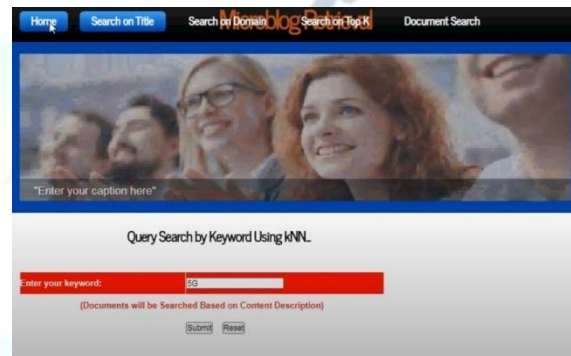 Home Search on Title Search on Domain Search on Top K Document Search
Microblog Retrieval
"Enter your caption here"
Query Search by Keyword Using kNN...
Enter your keyword: 5G
(Documents will be Searched Based on Content Description)
Submit Reset